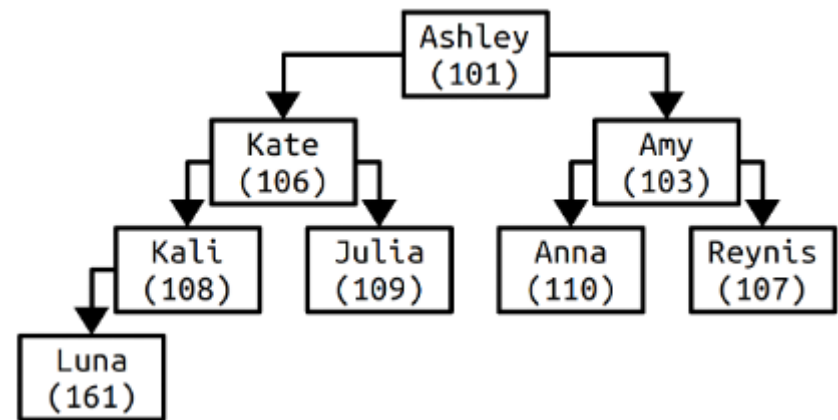 Ashley
(101)
Kate
(106)
Amy
(103)
Kali
(108)
Julia
(109)
Anna
(110)
Reynis
(107)
Luna
(161)